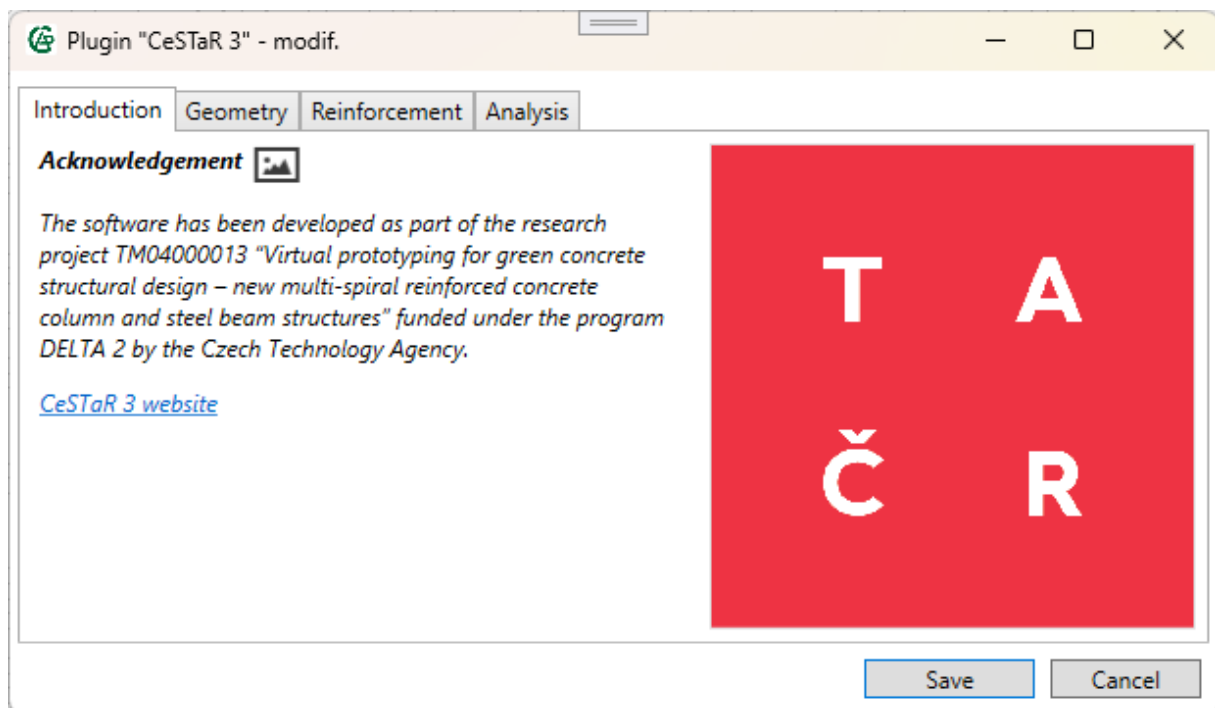 Plugin "CeSTaR 3" - modif.
Introduction Geometry Reinforcement Analysis
Acknowledgement
The software has been developed as part of the research
project TM04000013 “Virtual prototyping for green concrete
structural design – new multi-spiral reinforced concrete
column and steel beam structures” funded under the program
DELTA 2 by the Czech Technology Agency.
CeSTaR 3 website
T A
Č R
Save Cancel